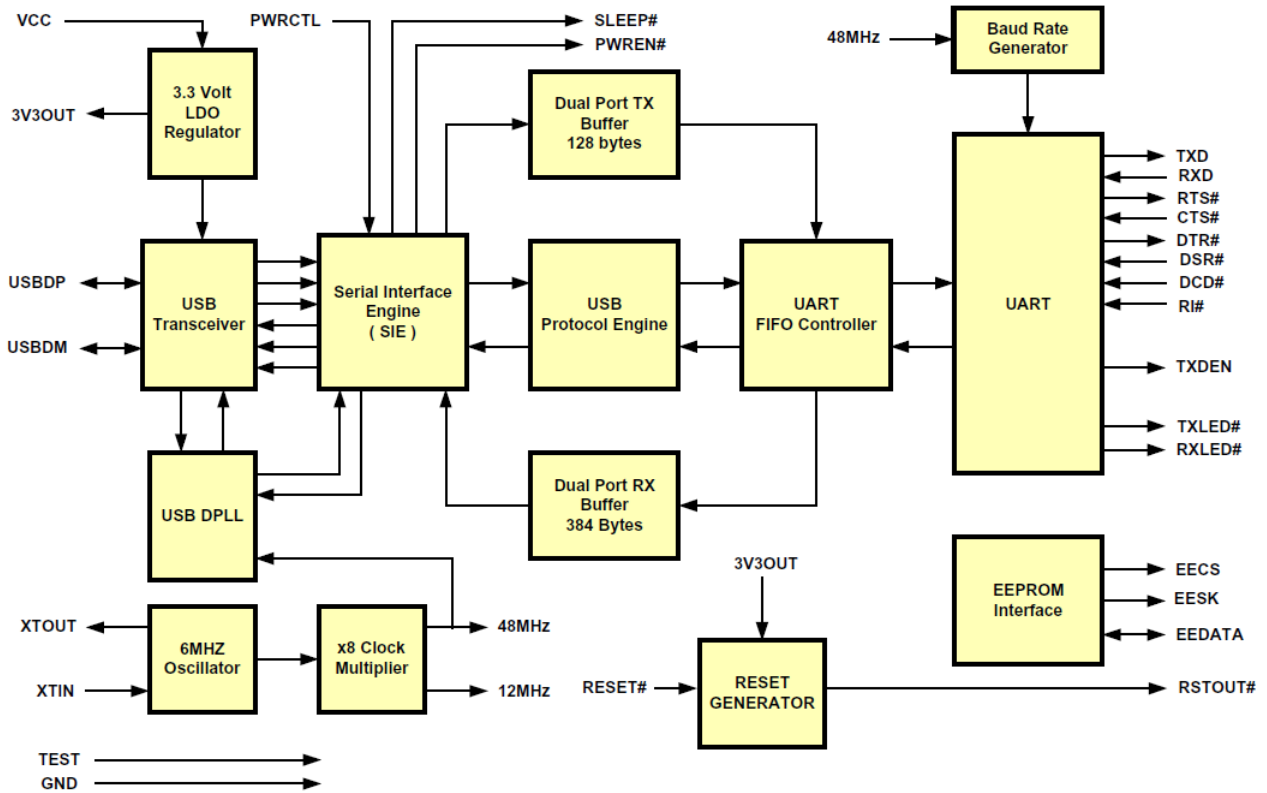 VCC
PWRCTL
SLEEP#
PWREN#
48MHz
Baud Rate
Generator
3.3 Volt
LDO
Regulator
3V3OUT
Dual Port TX
Buffer
128 bytes
TXD
RXD
RTS#
CTS#
DTR#
DSR#
DCD#
RI#
TXDEN
TXLED#
RXLED#
USBDP
USBDM
USB
Transceiver
Serial Interface
Engine
( SIE )
USB
Protocol Engine
UART
FIFO Controller
UART
USB DPLL
Dual Port RX
Buffer
384 Bytes
3V3OUT
EEPROM
Interface
EECS
EESK
EEDATA
XTOUT
XTIN
6MHZ
Oscillator
x8 Clock
Multiplier
48MHz
12MHz
RESET#
RESET
GENERATOR
RSTOUT#
TEST
GND